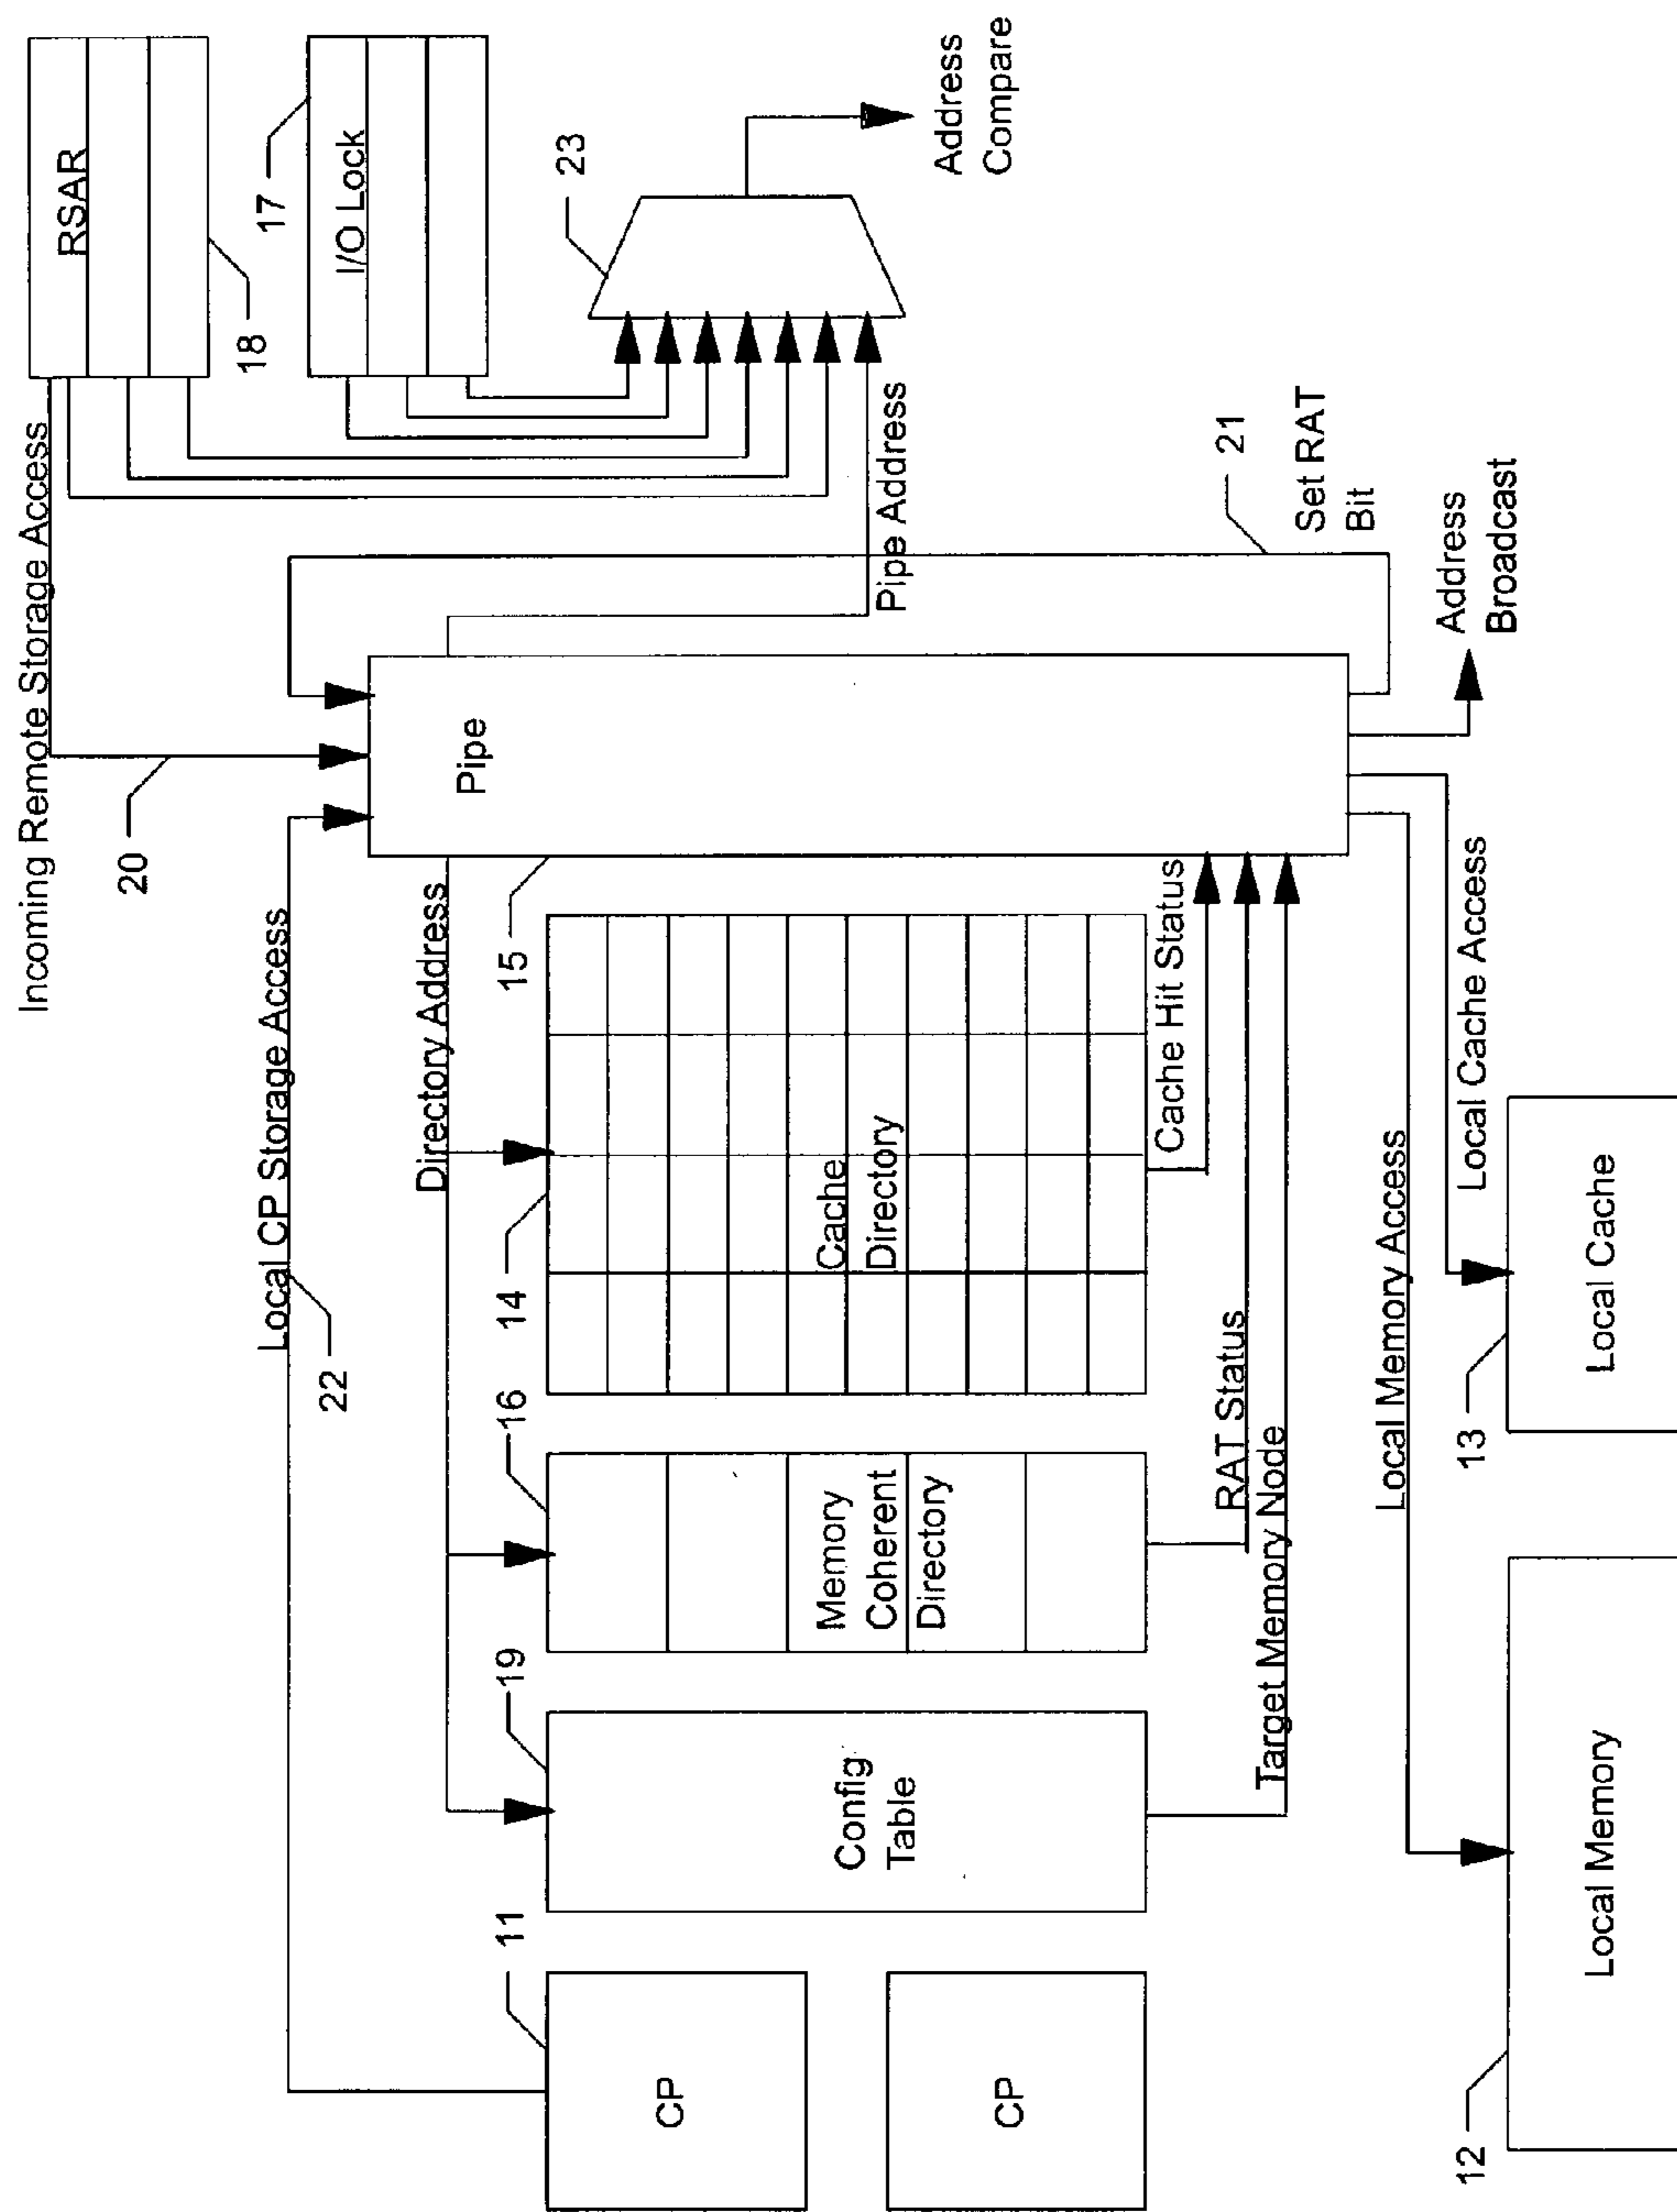 Incoming Remote Storage Access
20
RSAR
18
I/O Lock
17
23
Address
Compare
Local CP Storage Access
22
Directory Address
15
Pipe
Pipe Address
21
Set RAT
Bit
Address
Broadcast
11
CP
CP
19
Config
Table
16
Memory
Coherent
Directory
14
Cache
Directory
Cache Hit Status
RAT Status
Target Memory Node
Local Memory Access
Local Cache Access
12
Local Memory
13
Local Cache